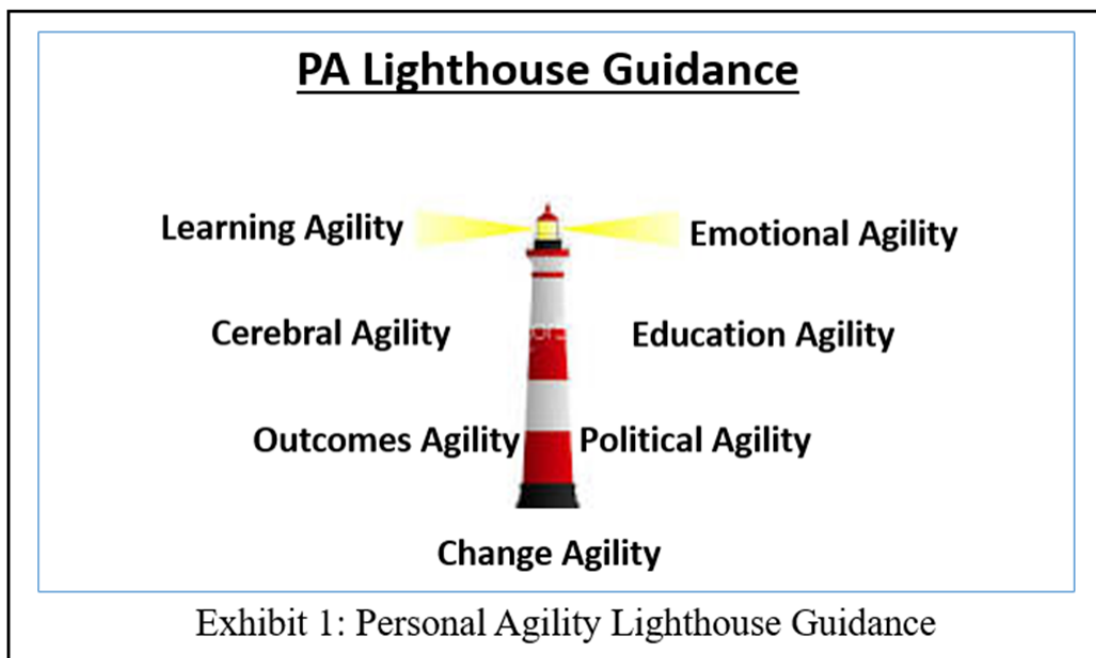 PA Lighthouse Guidance
Learning Agility Emotional Agility
Cerebral Agility Education Agility
Outcomes Agility Political Agility
Change Agility
Exhibit 1: Personal Agility Lighthouse Guidance